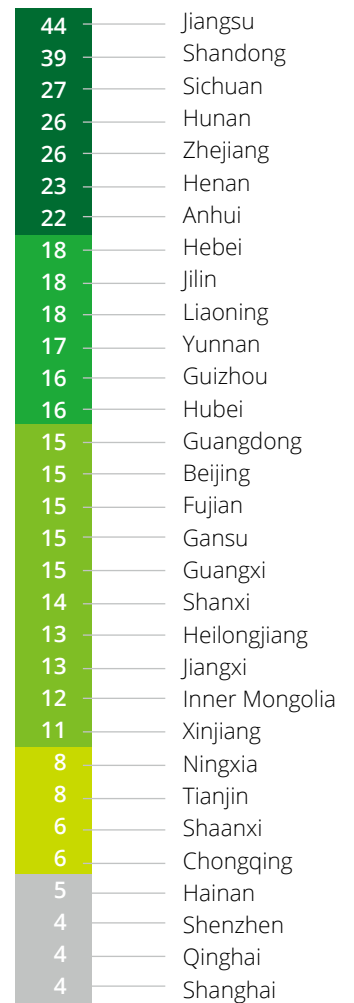 44 Jiangsu
39 Shandong
27 Sichuan
26 Hunan
26 Zhejiang
23 Henan
22 Anhui
18 Hebei
18 Jilin
18 Liaoning
17 Yunnan
16 Guizhou
16 Hubei
15 Guangdong
15 Beijing
15 Fujian
15 Gansu
15 Guangxi
14 Shanxi
13 Heilongjiang
13 Jiangxi
12 Inner Mongolia
11 Xinjiang
8 Ningxia
8 Tianjin
6 Shaanxi
6 Chongqing
5 Hainan
4 Shenzhen
4 Qinghai
4 Shanghai